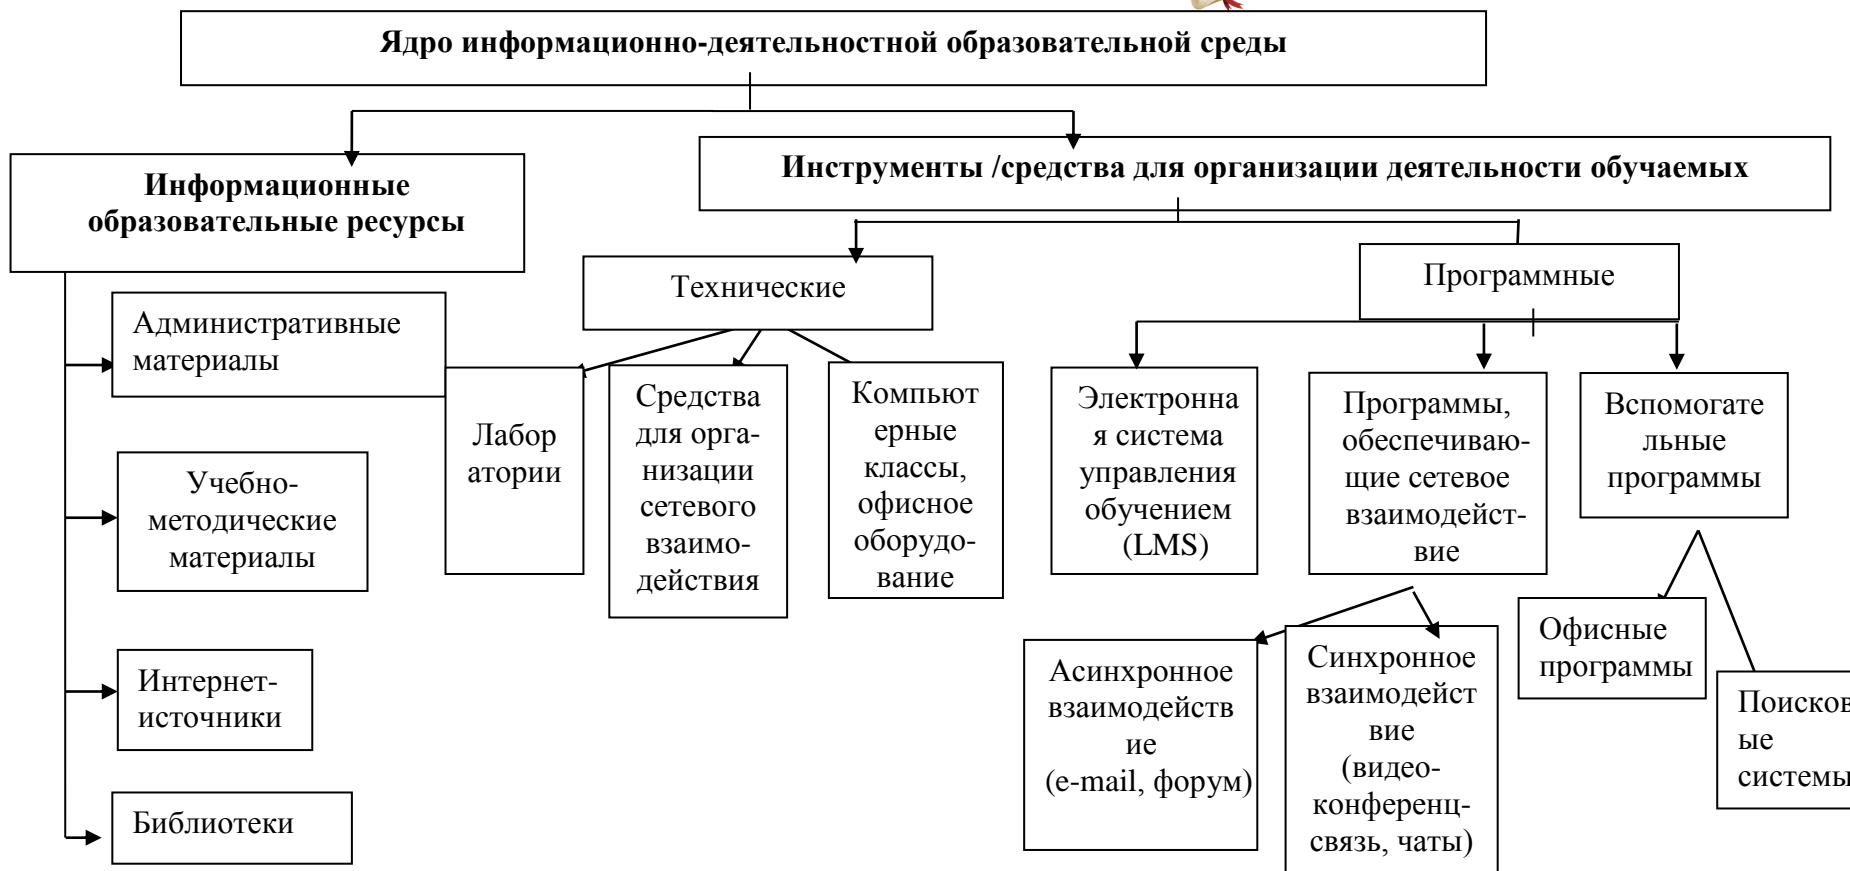 Ядро информационно-деятельностной образовательной среды
Информационные
образовательные ресурсы
Инструменты /средства для организации деятельности обучаемых
Технические
Программные
Административные
материалы
Учебно-
методические
материалы
Интернет-
источники
Библиотеки
Лабор
атории
Средства
для орга-
низации
сетевого
взаимо-
действия
Компьют
ерные
классы,
офисное
оборудо-
вание
Электронна
я система
управления
обучением
(LMS)
Программы,
обеспечиваю-
щие сетевое
взаимодейст-
вие
Вспомогате
льные
программы
Асинхронное
взаимодейств
ие
(e-mail, форум)
Синхронное
взаимодейст
вие
(видео-
конференц-
связь, чаты)
Офисные
программы
Поисков
ые
системы